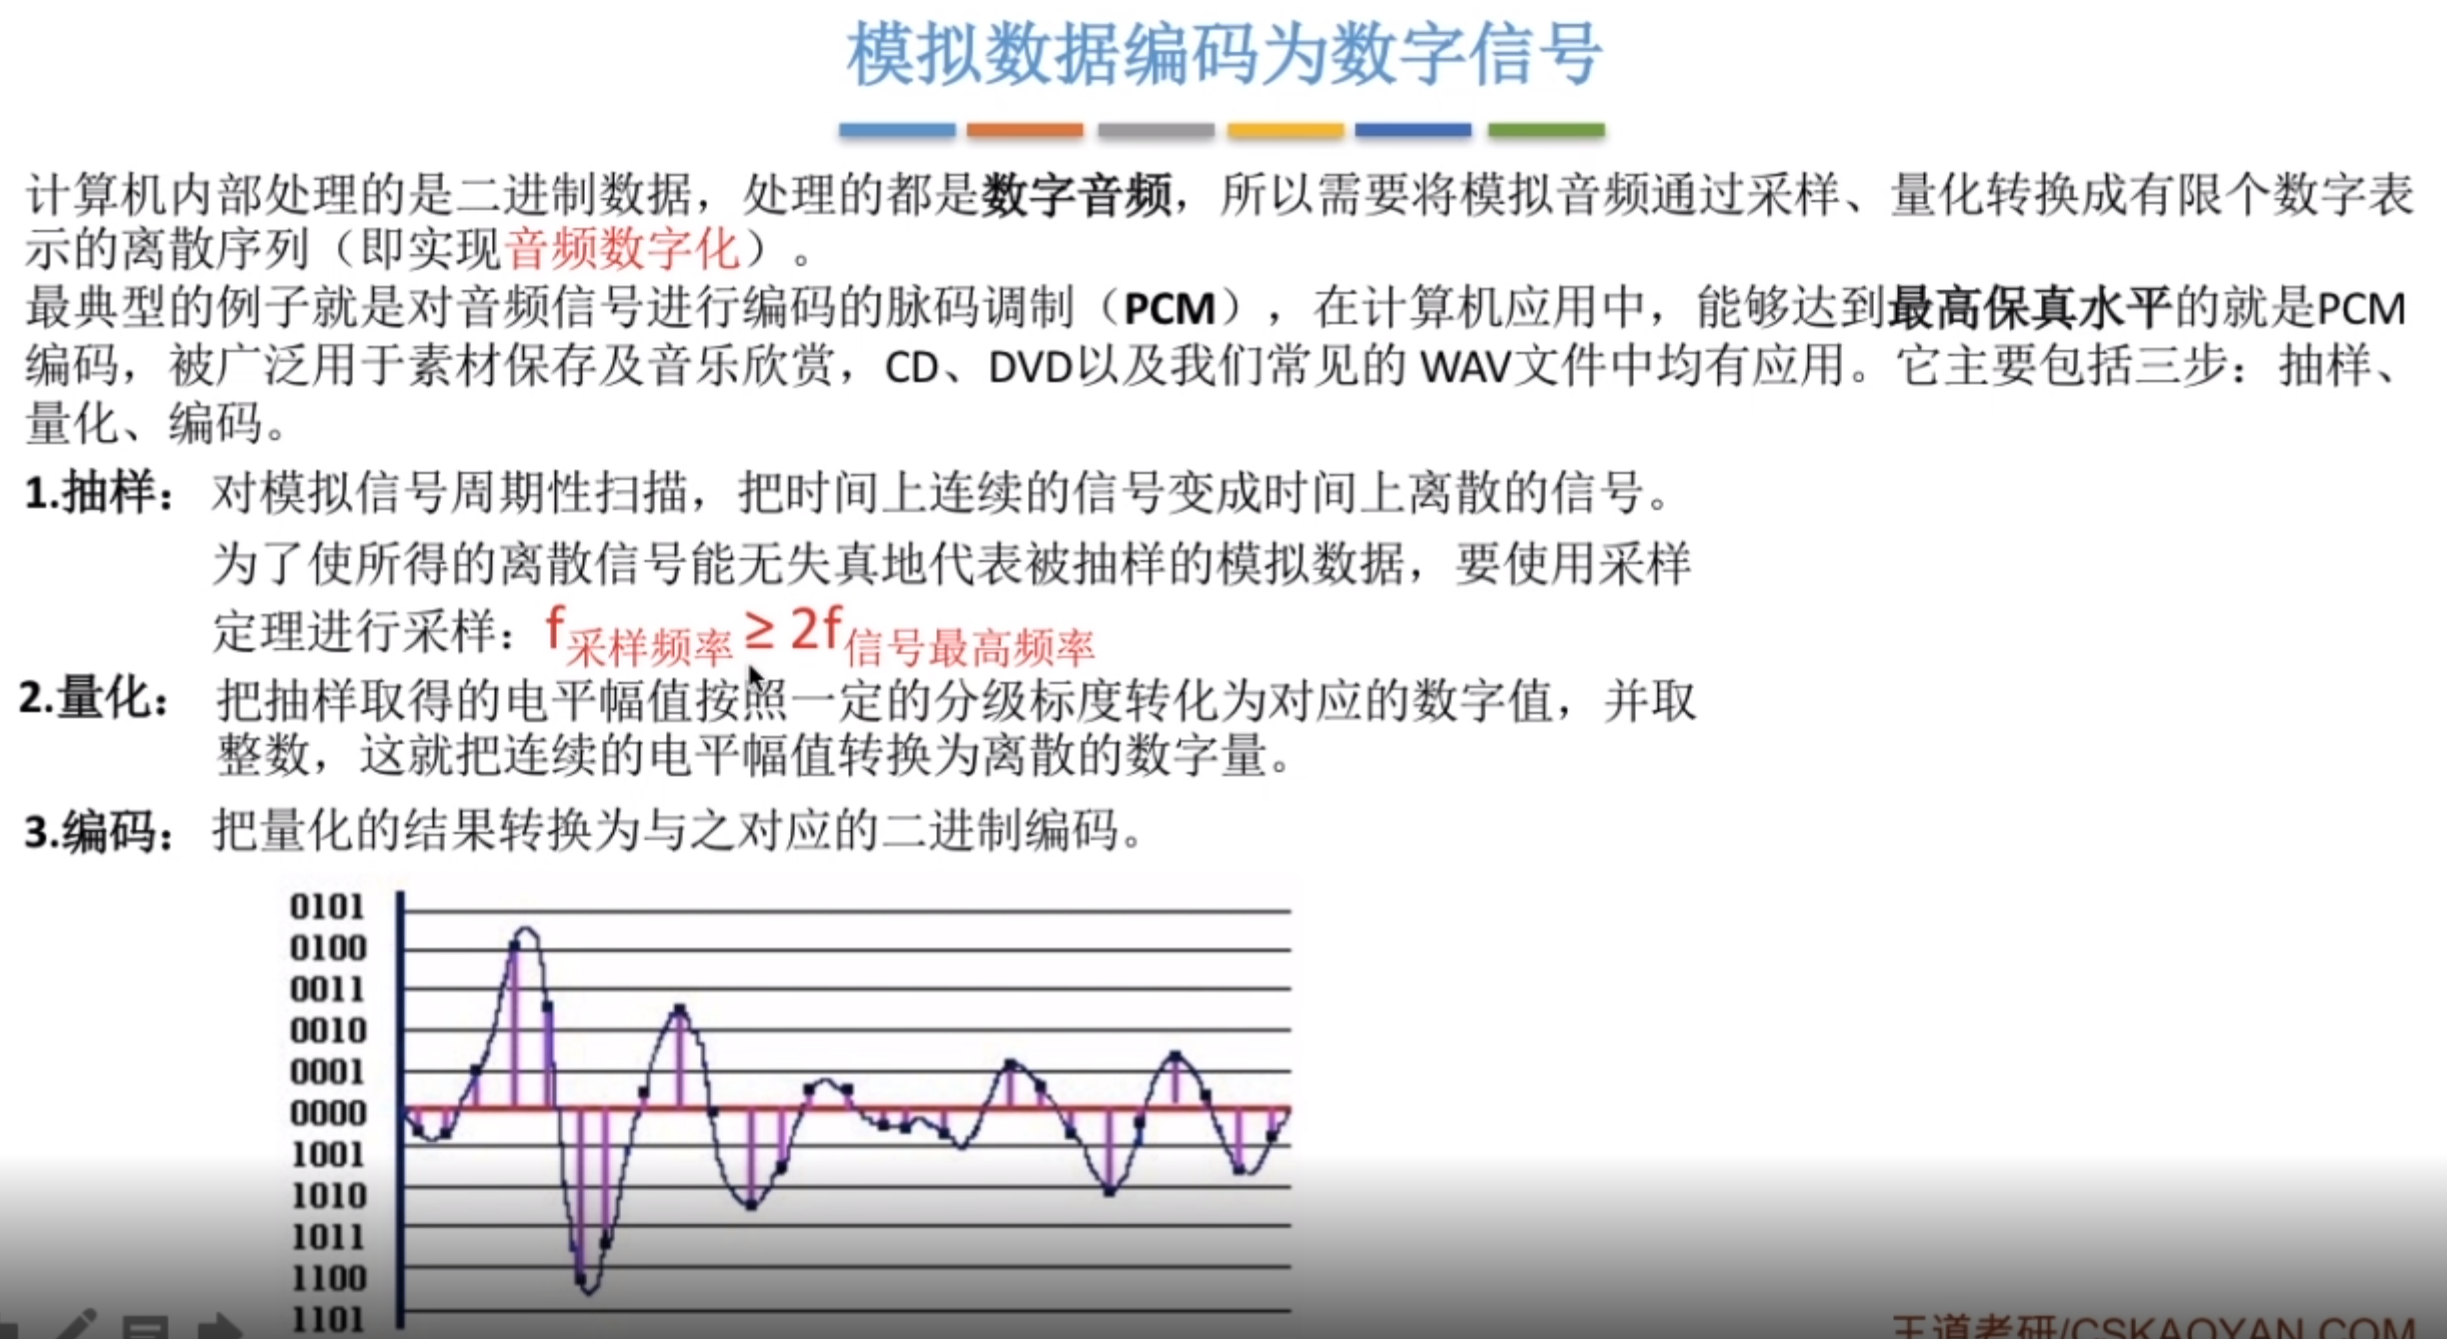 模拟数据编码为数字信号
计算机内部处理的是二进制数据，处理的都是数字音频，所以需要将模拟音频通过采样、量化转换成有限个数字表
示的离散序列（即实现音频数字化）。
最典型的例子就是对音频信号进行编码的脉码调制（PCM），在计算机应用中，能够达到最高保真水平的就是PCM
编码，被广泛用于素材保存及音乐欣赏，CD、DVD以及我们常见的 WAV文件中均有应用。它主要包括三步：抽样、
量化、编码。
1.抽样： 对模拟信号周期性扫描，把时间上连续的信号变成时间上离散的信号。
为了使所得的离散信号能无失真地代表被抽样的模拟数据，要使用采样
定理进行采样：f采样频率 ≥ 2f信号最高频率
2.量化： 把抽样取得的电平幅值按照一定的分级标度转化为对应的数字值，并取
整数，这就把连续的电平幅值转换为离散的数字量。
3.编码： 把量化的结果转换为与之对应的二进制编码。
0101
0100
0011
0010
0001
0000
1001
1010
1011
1100
1101
王道考研/CSKAOYAN.COM